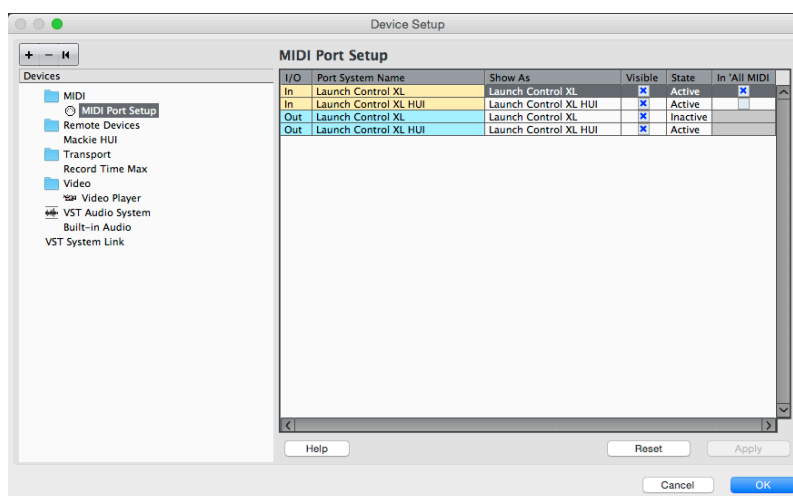 Device Setup
+ -
Devices
MIDI
MIDI Port Setup
Remote Devices
Mackie HUI
Transport
Record Time Max
Video
Video Player
VST Audio System
Built-in Audio
VST System Link
MIDI Port Setup
I/O Port System Name Show As Visible State In 'All MIDI
In Launch Control XL Launch Control XL Active
In Launch Control XL HUI Launch Control XL HUI Active
Out Launch Control XL Launch Control XL Inactive
Out Launch Control XL HUI Launch Control XL HUI Active
Help Reset Apply
Cancel OK